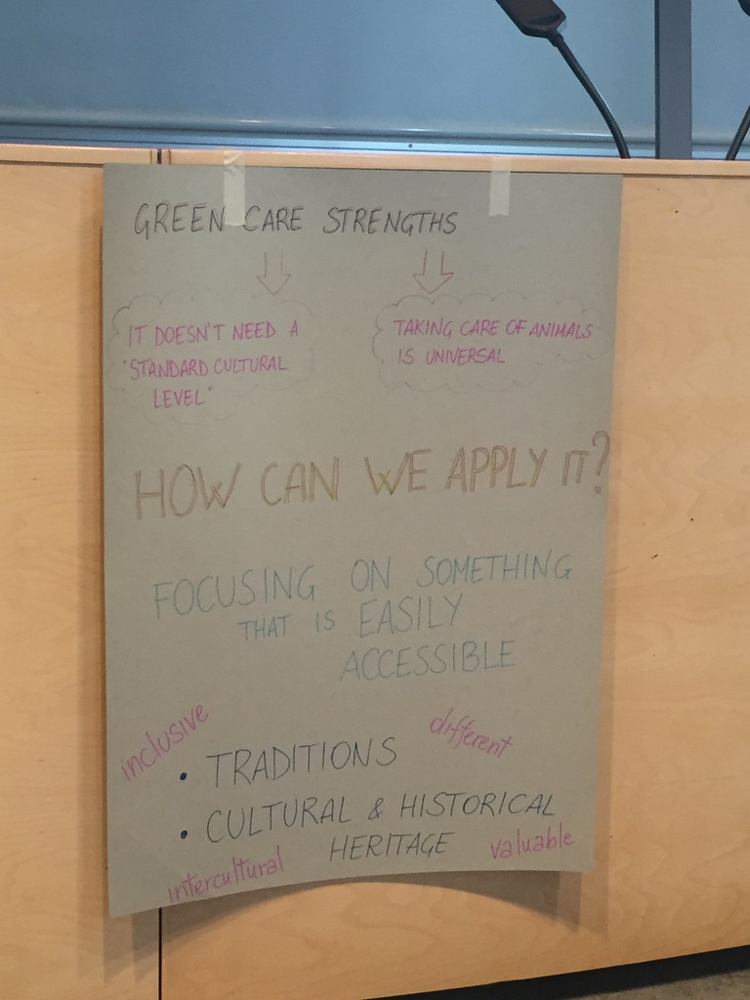 GREEN CARE STRENGTHS
IT DOESN'T NEED A
"STANDARD CULTURAL
LEVEL"
TAKING CARE OF ANIMALS
IS UNIVERSAL
HOW CAN WE APPLY IT?
FOCUSING ON SOMETHING
THAT IS EASILY
ACCESSIBLE
inclusive
different
• TRADITIONS
• CULTURAL & HISTORICAL
HERITAGE
intercultural
valuable